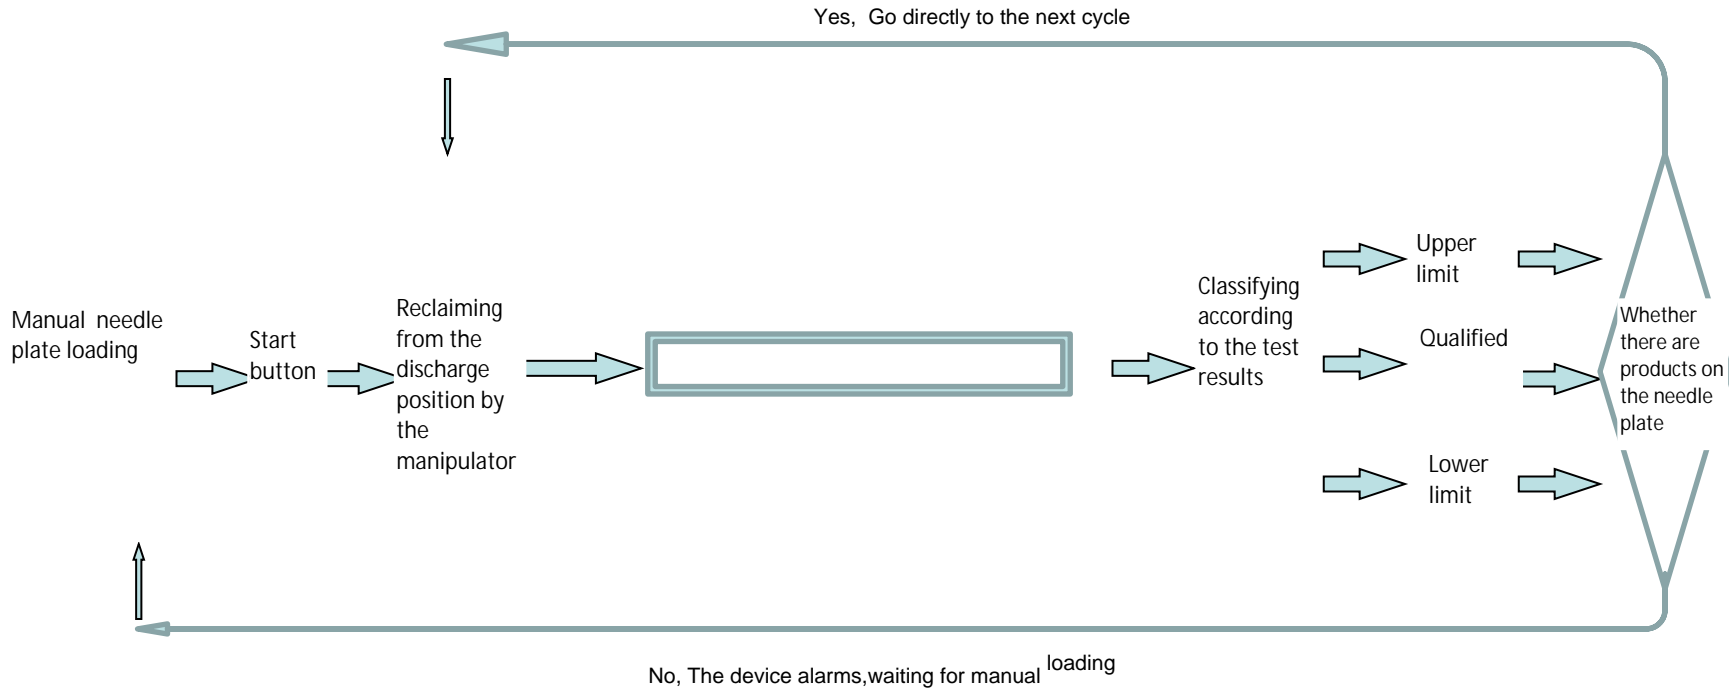 Yes, Go directly to the next cycle
Manual needle
plate loading
Start
button
Reclaiming
from the
discharge
position by
the
manipulator
Classifying
according
to the test
results
Upper
limit
Qualified
Lower
limit
Whether
there are
products on
the needle
plate
No, The device alarms,waiting for manual loading